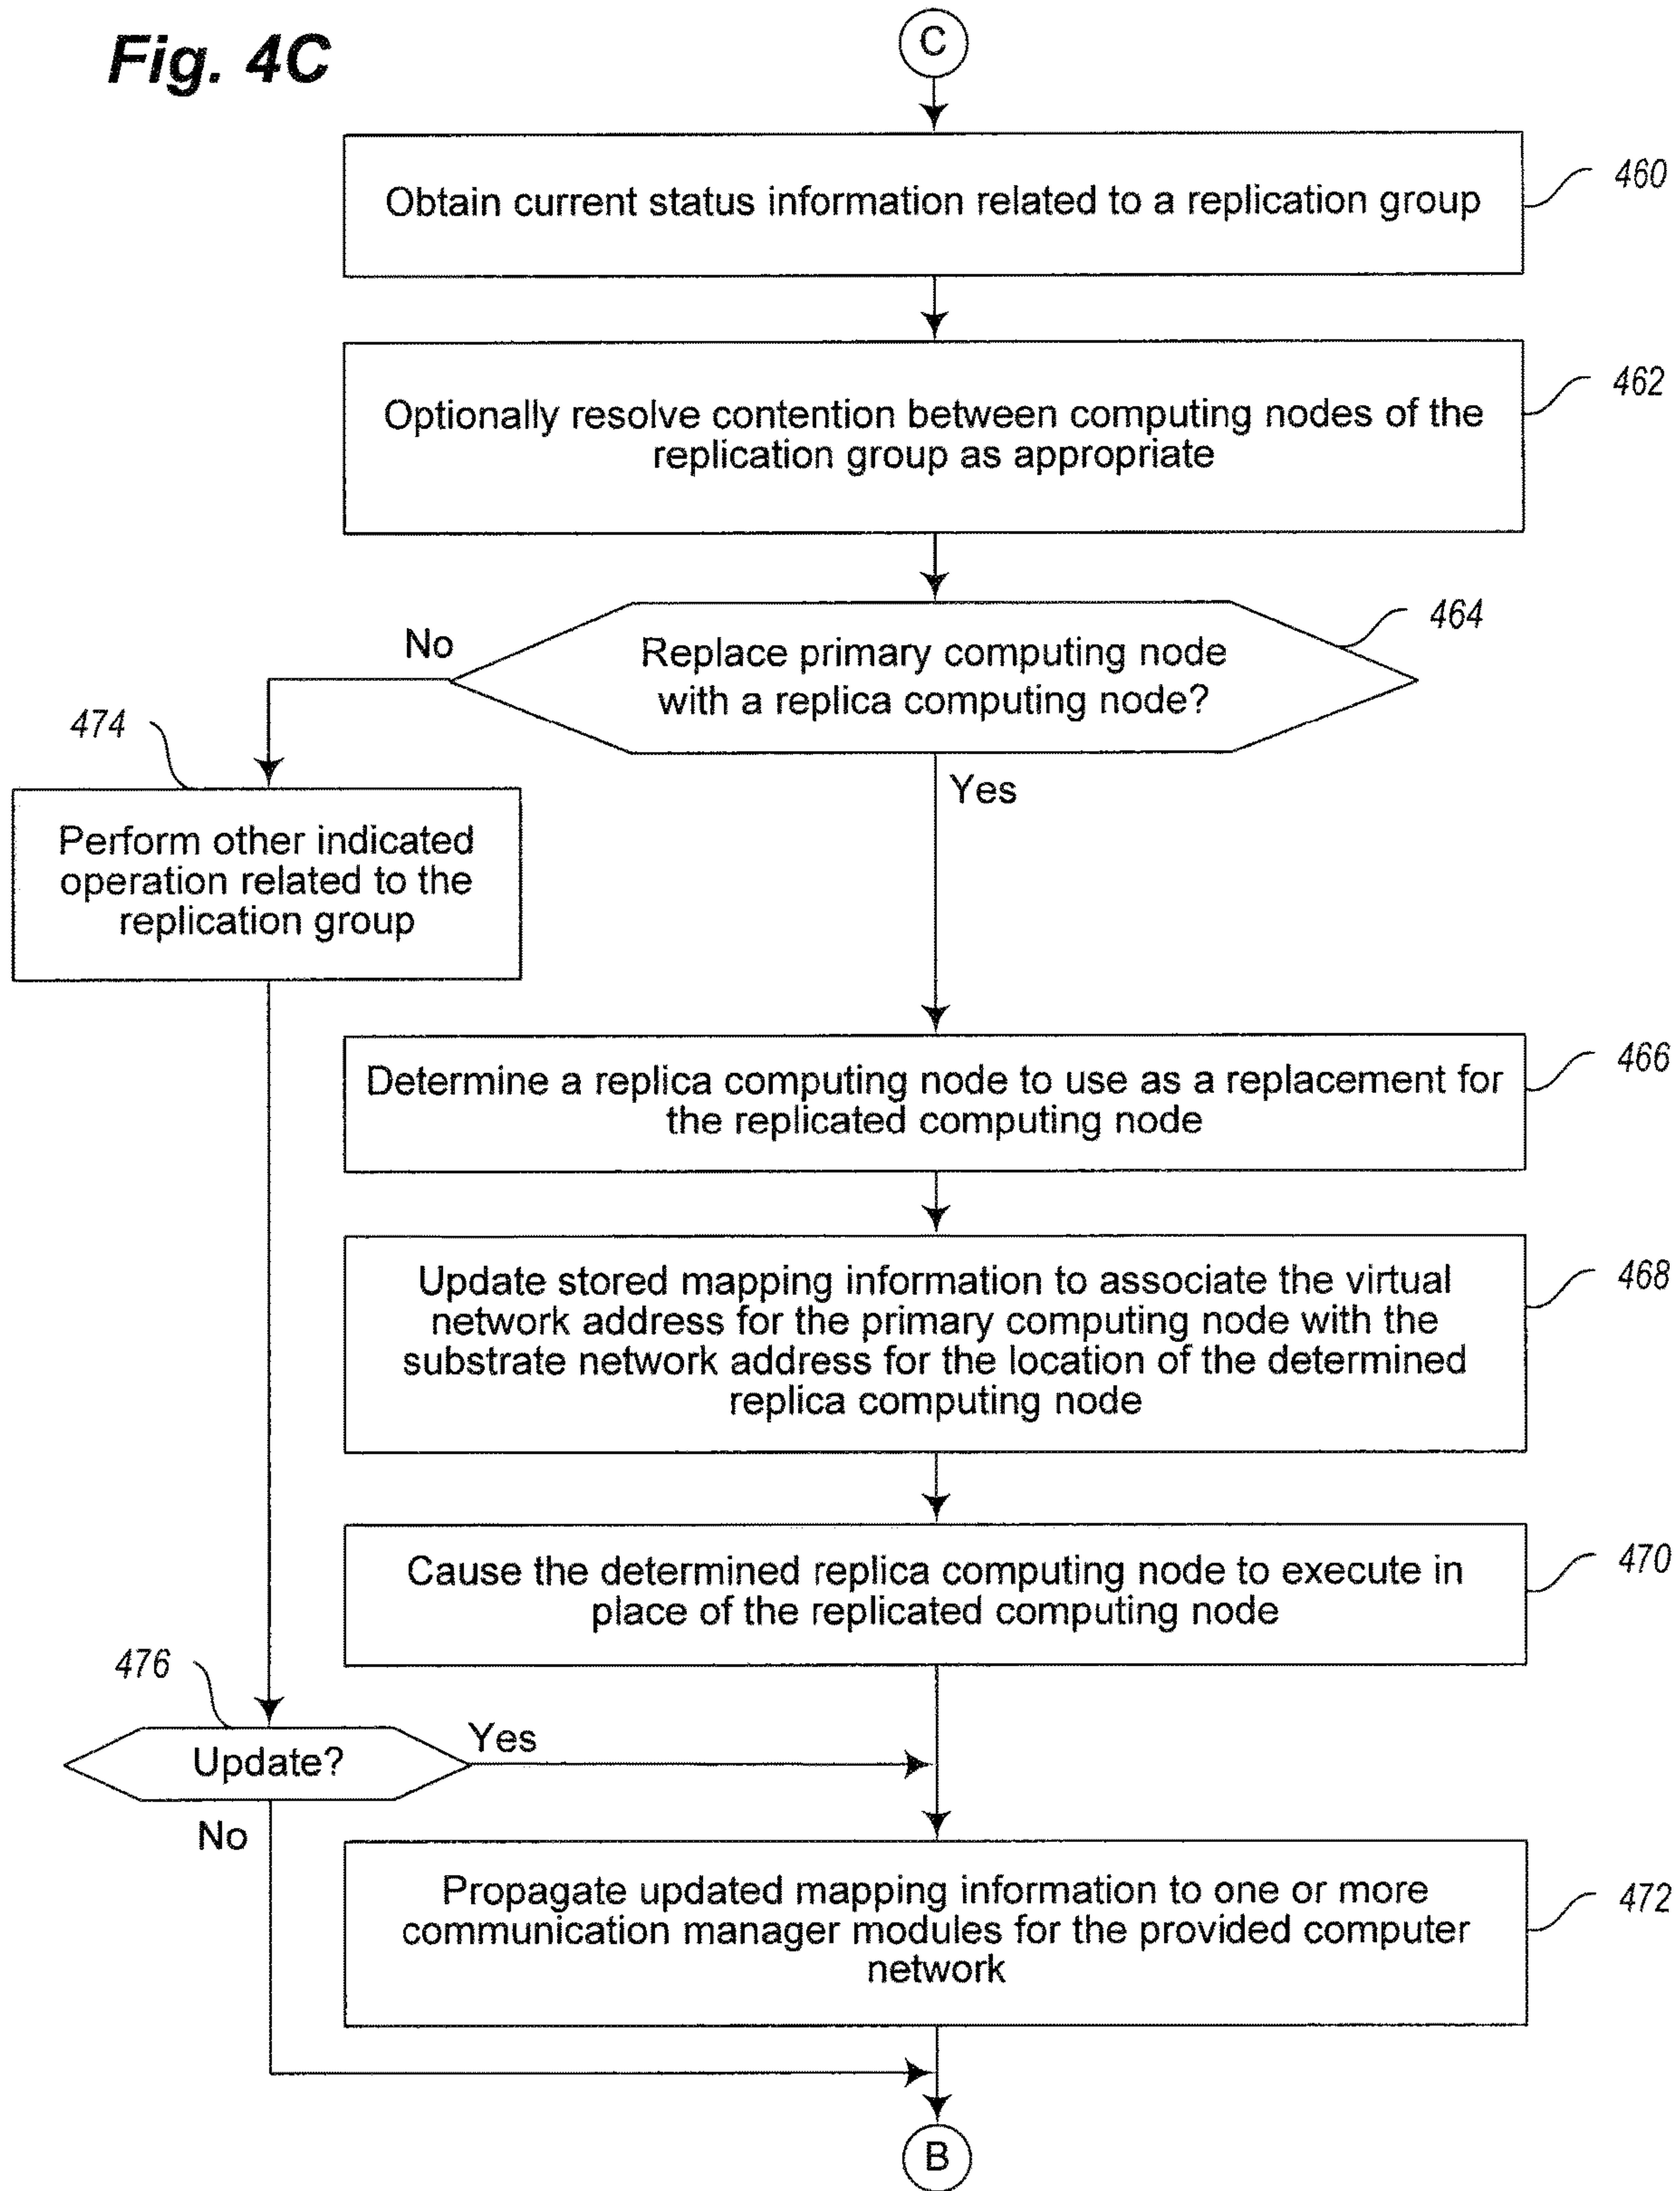 Fig. 4C
C
Obtain current status information related to a replication group
460
Optionally resolve contention between computing nodes of the
replication group as appropriate
462
Replace primary computing node
with a replica computing node?
464
No
Yes
474
Perform other indicated
operation related to the
replication group
Determine a replica computing node to use as a replacement for
the replicated computing node
466
Update stored mapping information to associate the virtual
network address for the primary computing node with the
substrate network address for the location of the determined
replica computing node
468
Cause the determined replica computing node to execute in
place of the replicated computing node
470
476
Update?
Yes
No
Propagate updated mapping information to one or more
communication manager modules for the provided computer
network
472
B